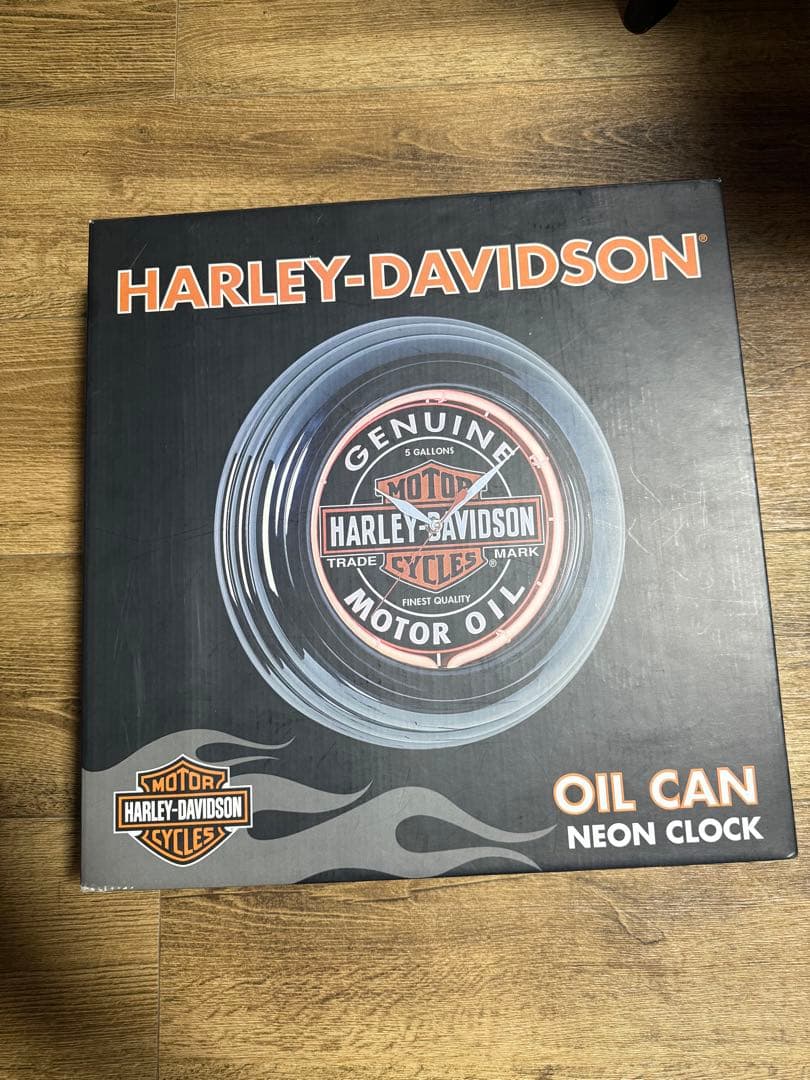 HARLEY-DAVIDSON®
GENUINE
5 GALLONS
MOTOR
HARLEY-DAVIDSON
TRADE MARK
CYCLES®
FINEST QUALITY
MOTOR OIL
MOTOR
HARLEY-DAVIDSON
CYCLES
OIL CAN
NEON CLOCK